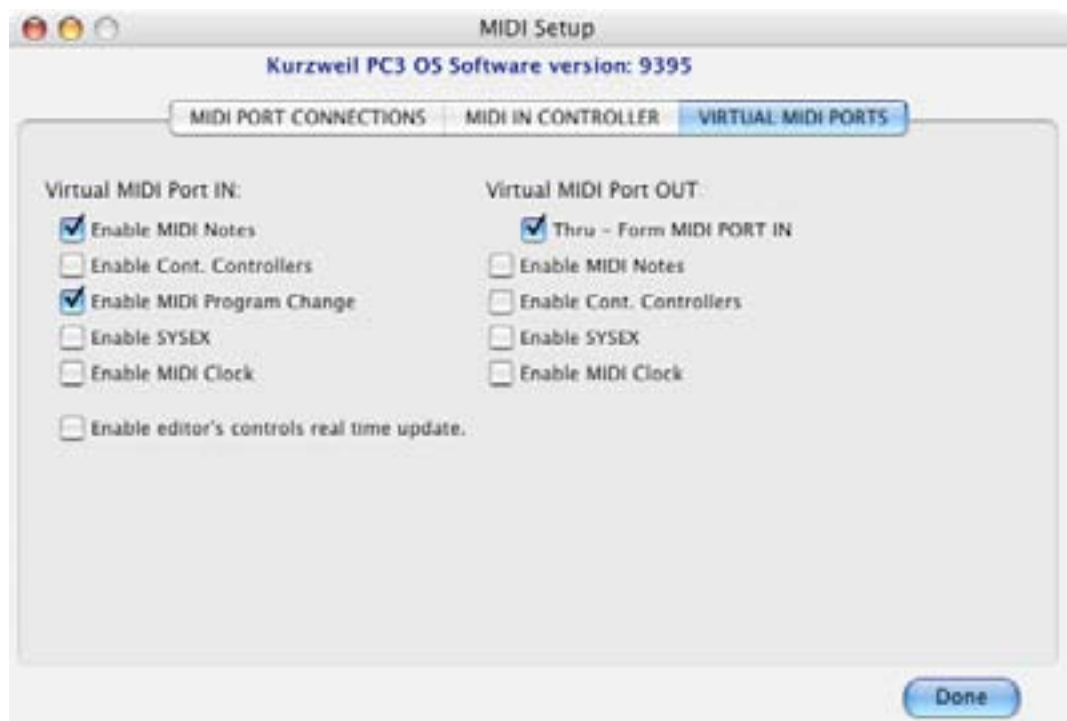 MIDI Setup
Kurzweil PC3 OS Software version: 9395
MIDI PORT CONNECTIONS MIDI IN CONTROLLER VIRTUAL MIDI PORTS
Virtual MIDI Port IN:
Enable MIDI Notes
Enable Cont. Controllers
Enable MIDI Program Change
Enable SYSEX
Enable MIDI Clock
Enable editor's controls real time update.
Virtual MIDI Port OUT
Thru - Form MIDI PORT IN
Enable MIDI Notes
Enable Cont. Controllers
Enable SYSEX
Enable MIDI Clock
Done